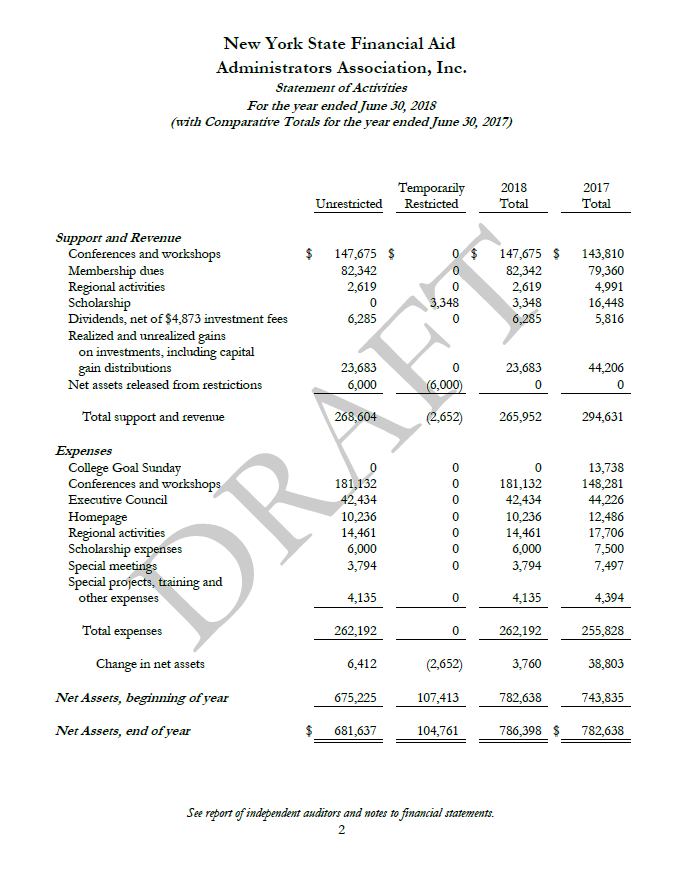 New York State Financial Aid
Administrators Association, Inc.
Statement of Activities
For the year ended June 30, 2018
(with Comparative Totals for the year ended June 30, 2017)
Temporarily 2018 2017
Unrestricted Restricted Total Total
Support and Revenue
Conferences and workshops $ 147,675 $ 0 $ 147,675 $ 143,810
Membership dues 82,342 0 82,342 79,360
Regional activities 2,619 0 2,619 4,991
Scholarship 0 3,348 3,348 16,448
Dividends, net of $4,873 investment fees 6,285 0 6,285 5,816
Realized and unrealized gains
on investments, including capital
gain distributions 23,683 0 23,683 44,206
Net assets released from restrictions 6,000 (6,000) 0 0
Total support and revenue 268,604 (2,652) 265,952 294,631
Expenses
College Goal Sunday 0 0 0 13,738
Conferences and workshops 181,132 0 181,132 148,281
Executive Council 42,434 0 42,434 44,226
Homepage 10,236 0 10,236 12,486
Regional activities 14,461 0 14,461 17,706
Scholarship expenses 6,000 0 6,000 7,500
Special meetings 3,794 0 3,794 7,497
Special projects, training and
other expenses 4,135 0 4,135 4,394
Total expenses 262,192 0 262,192 255,828
Change in net assets 6,412 (2,652) 3,760 38,803
Net Assets, beginning of year 675,225 107,413 782,638 743,835
Net Assets, end of year $ 681,637 104,761 786,398 $ 782,638
DRAFT
See report of independent auditors and notes to financial statements.
2